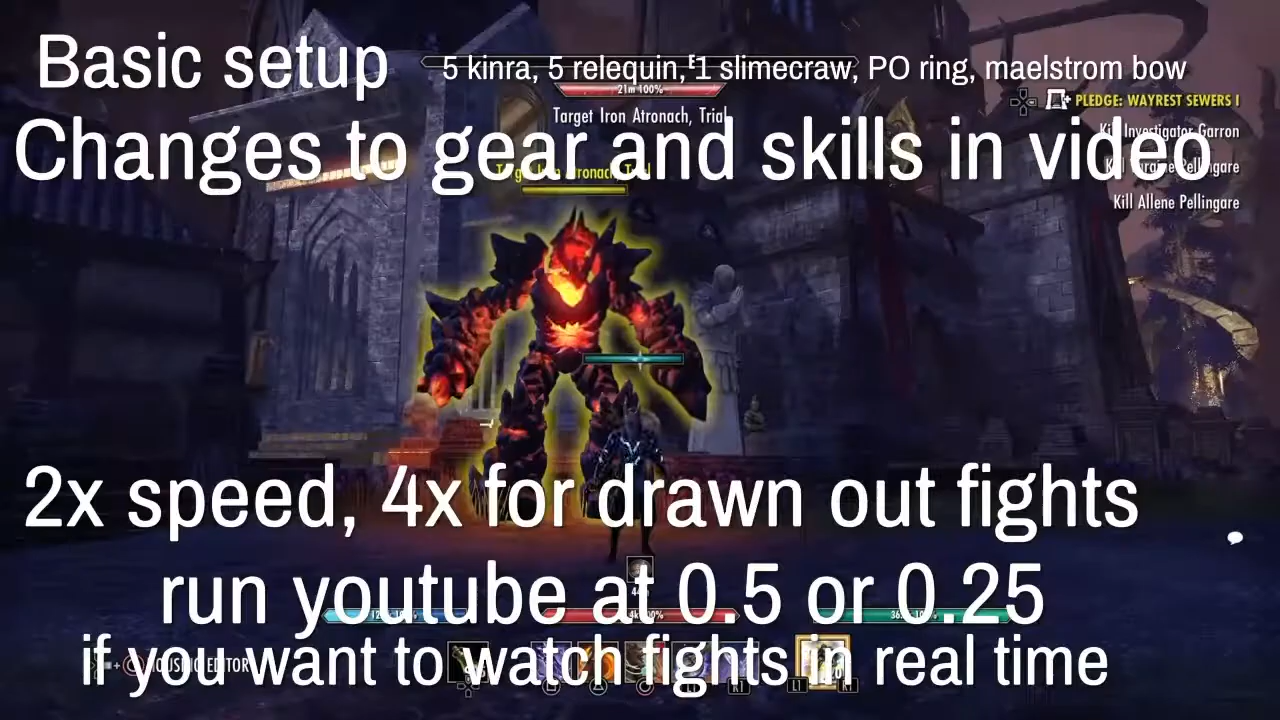 Basic setup
5 kinra, 5 relequin, 1 slimecraw, PO ring, maelstrom bow
21m 100%
PLEDGE: WAYREST SEWERS I
Target Iron Atronach, Trial
Changes to gear and skills in video
Kill Investigator Garron
Kill Allene Pellingare
2x speed, 4x for drawn out fights
run youtube at 0.5 or 0.25
if you want to watch fights in real time